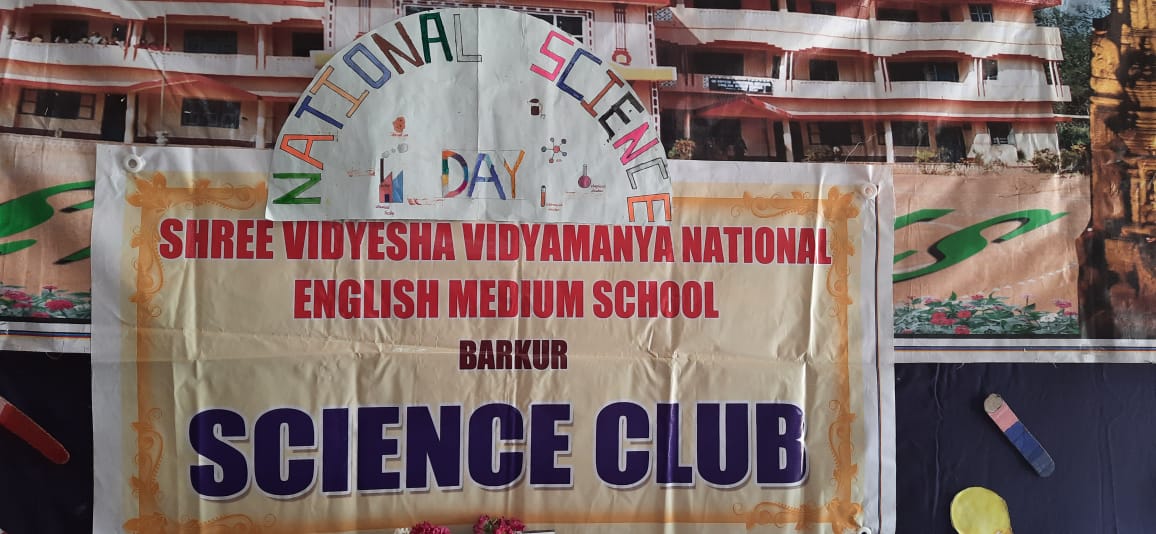 NATIONAL SCIENCE
DAY
SHREE VIDYESHA VIDYAMANYA NATIONAL
ENGLISH MEDIUM SCHOOL
BARKUR
SCIENCE CLUB